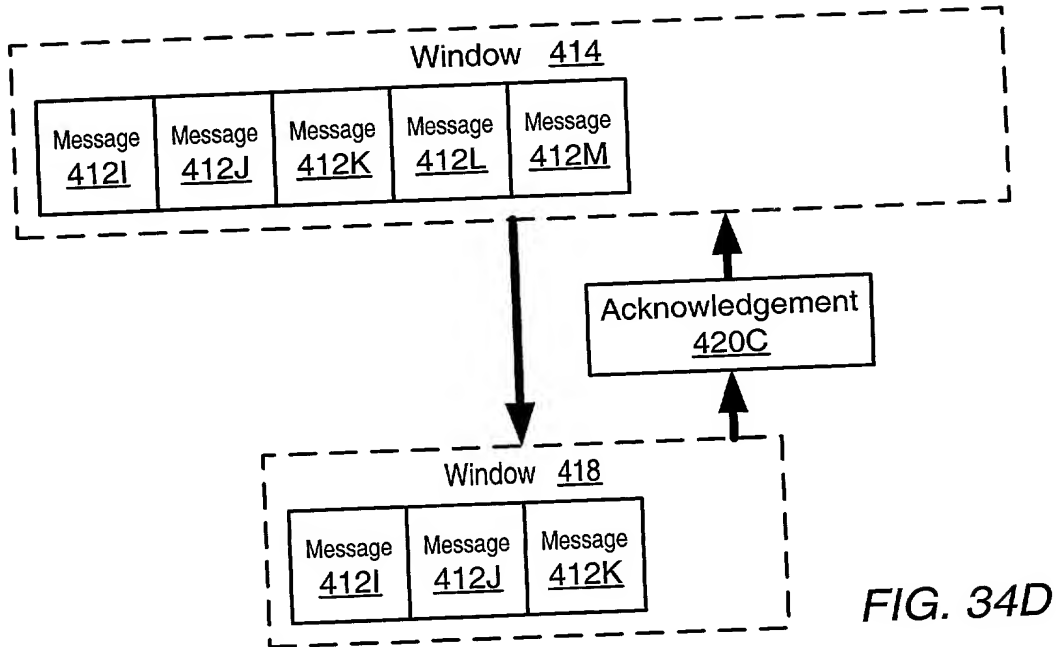 Window 414
Message 412I
Message 412J
Message 412K
Message 412L
Message 412M
Acknowledgement
420C
Window 418
Message 412I
Message 412J
Message 412K
FIG. 34D